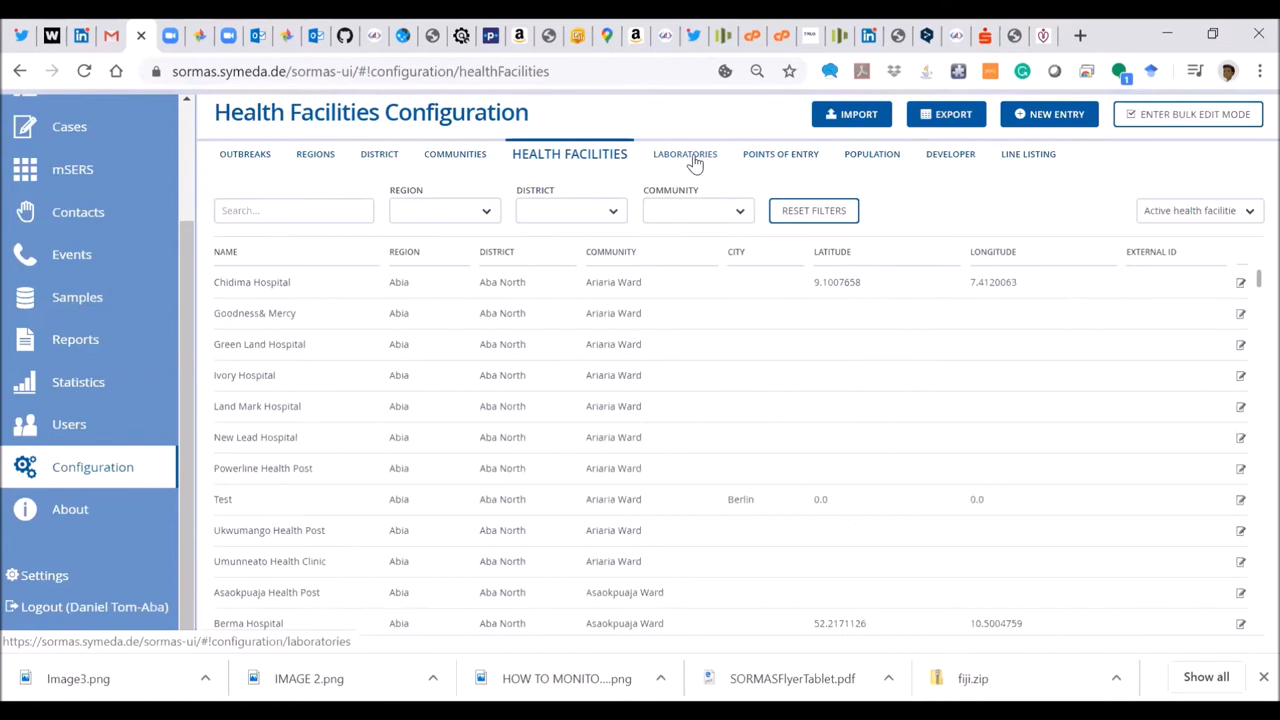 sormas.symeda.de/sormas-ui/#!configuration/healthFacilities
1
Cases
mSERS
Contacts
Events
Samples
Reports
Statistics
Users
Configuration
About
Settings
Logout (Daniel Tom-Aba)
Health Facilities Configuration
IMPORT
EXPORT
NEW ENTRY
ENTER BULK EDIT MODE
OUTBREAKS REGIONS DISTRICT COMMUNITIES HEALTH FACILITIES LABORATORIES POINTS OF ENTRY POPULATION DEVELOPER LINE LISTING
REGION DISTRICT COMMUNITY
Search... RESET FILTERS Active health facilitie
NAME REGION DISTRICT COMMUNITY CITY LATITUDE LONGITUDE EXTERNAL ID
Chidima Hospital Abia Aba North Ariaria Ward 9.1007658 7.4120063
Goodness& Mercy Abia Aba North Ariaria Ward
Green Land Hospital Abia Aba North Ariaria Ward
Ivory Hospital Abia Aba North Ariaria Ward
Land Mark Hospital Abia Aba North Ariaria Ward
New Lead Hospital Abia Aba North Ariaria Ward
Powerline Health Post Abia Aba North Ariaria Ward
Test Abia Aba North Ariaria Ward Berlin 0.0 0.0
Ukwumango Health Post Abia Aba North Ariaria Ward
Umunneato Health Clinic Abia Aba North Ariaria Ward
Asaokpuaja Health Post Abia Aba North Asaokpuaja Ward
Berma Hospital Abia Aba North Asaokpuaja Ward 52.2171126 10.5004759
https://sormas.symeda.de/sormas-ui/#!configuration/laboratories
Image3.png IMAGE 2.png HOW TO MONITO....png SORMASFlyerTablet.pdf fiji.zip Show all